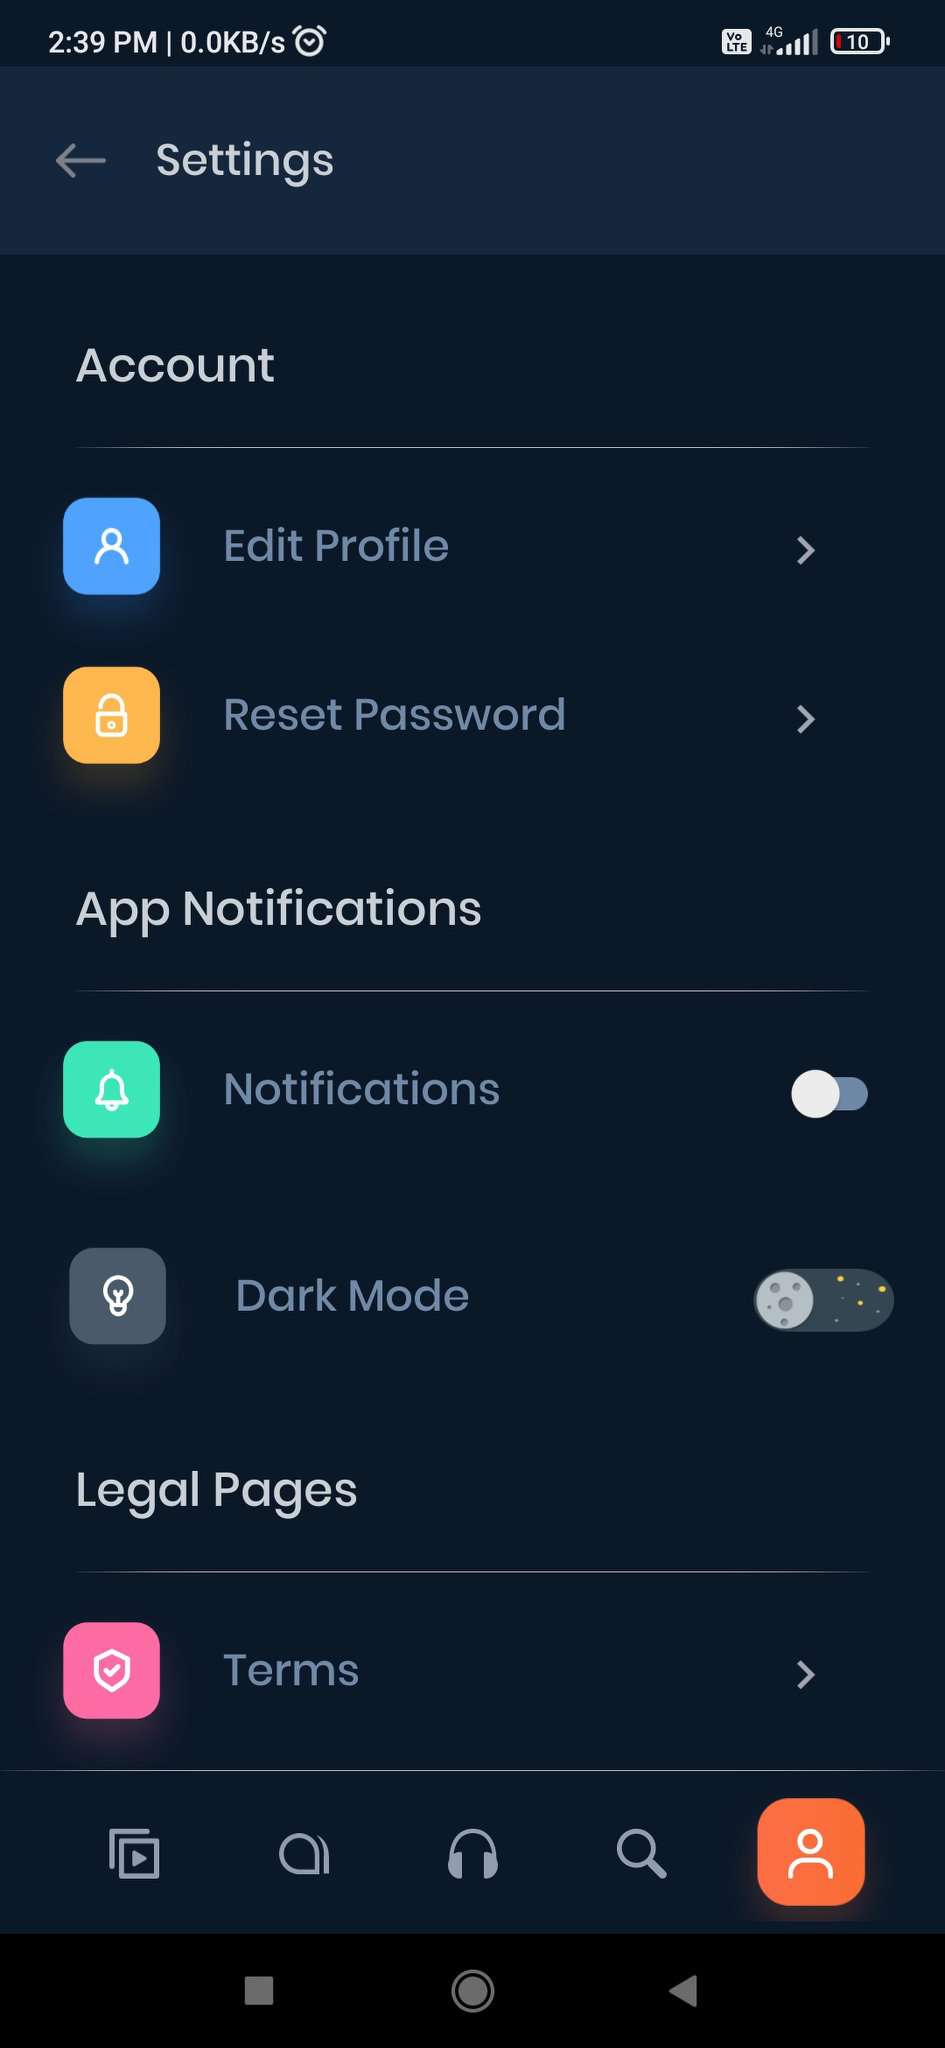 2:39 PM | 0.0KB/s
Vo LTE 4G 10
Settings
Account
Edit Profile
Reset Password
App Notifications
Notifications
Dark Mode
Legal Pages
Terms